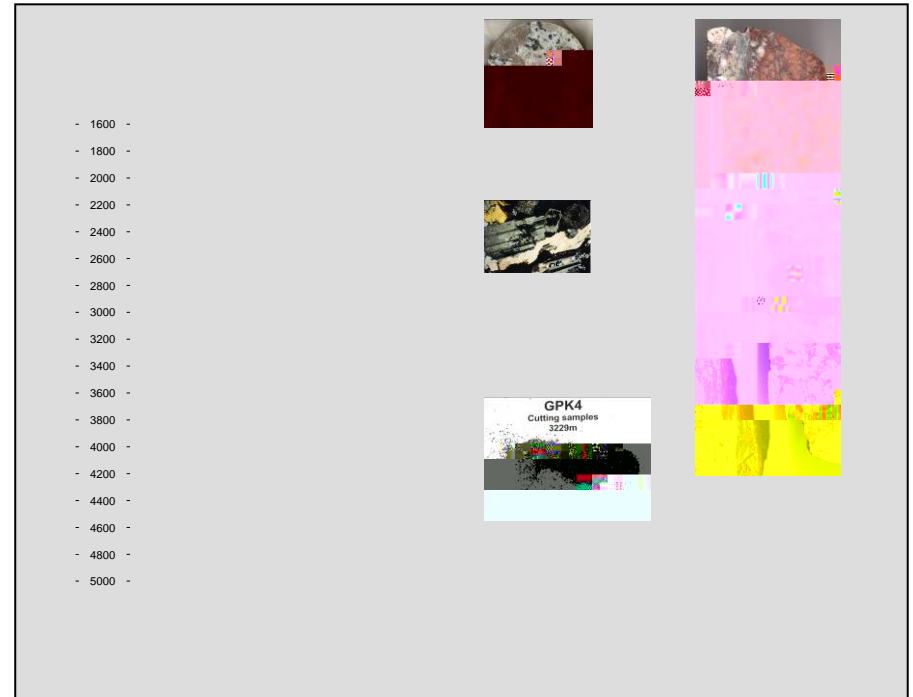 - 1600 -
- 1800 -
- 2000 -
- 2200 -
- 2400 -
- 2600 -
- 2800 -
- 3000 -
- 3200 -
- 3400 -
- 3600 -
- 3800 -
- 4000 -
- 4200 -
- 4400 -
- 4600 -
- 4800 -
- 5000 -
GPK4
Cutting samples
3229m